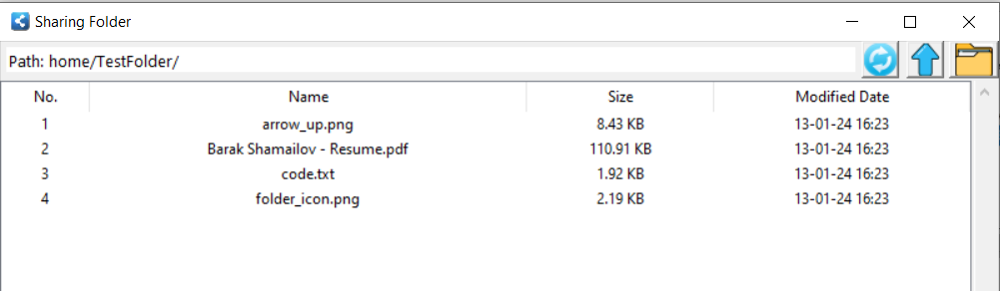 Sharing Folder
Path: home/TestFolder/
No. Name Size Modified Date
1 arrow_up.png 8.43 KB 13-01-24 16:23
2 Barak Shamailov - Resume.pdf 110.91 KB 13-01-24 16:23
3 code.txt 1.92 KB 13-01-24 16:23
4 folder_icon.png 2.19 KB 13-01-24 16:23